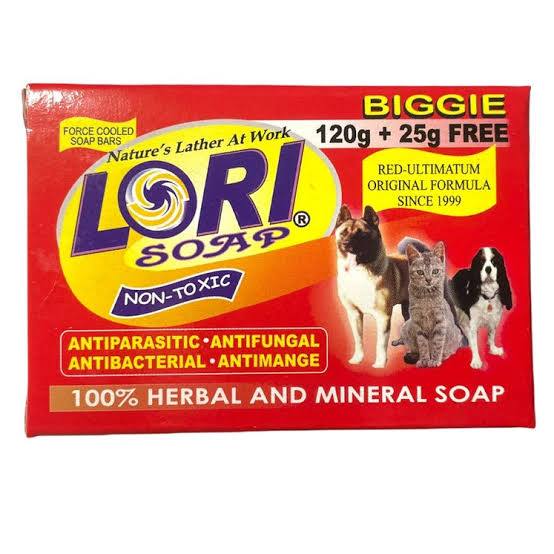 BIGGIE
120g + 25g FREE
FORCE COOLED
SOAP BARS
Nature's Lather At Work
LORI
SOAP®
NON-TOXIC
RED-ULTIMATUM
ORIGINAL FORMULA
SINCE 1999
ANTIPARASITIC • ANTIFUNGAL
ANTIBACTERIAL • ANTIMANGE
100% HERBAL AND MINERAL SOAP